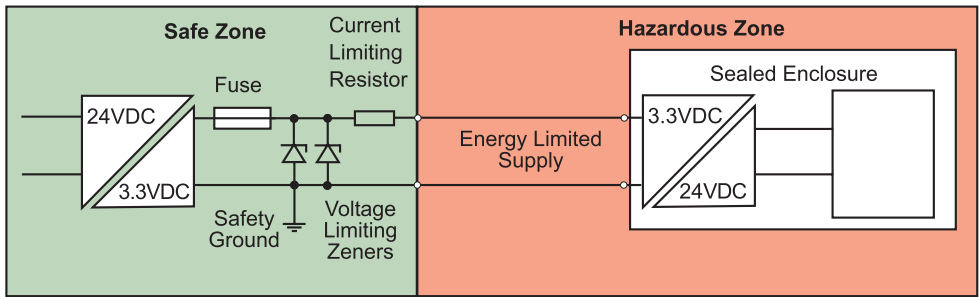 Safe Zone
Current
Limiting
Resistor
Fuse
24VDC
3.3VDC
Safety
Ground
Voltage
Limiting
Zeners
Hazardous Zone
Sealed Enclosure
Energy Limited
Supply
3.3VDC
24VDC